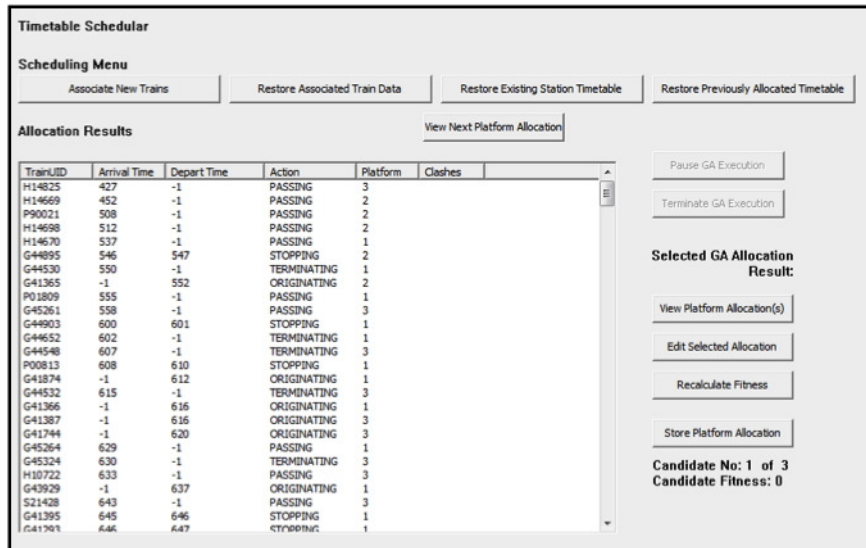 Timetable Schedular
Scheduling Menu
Associate New Trains Restore Associated Train Data Restore Existing Station Timetable Restore Previously Allocated Timetable
Allocation Results
View Next Platform Allocation
TrainUID Arrival Time Depart Time Action Platform Clashes
H14825 427 -1 PASSING 3
H14669 452 -1 PASSING 2
P90021 508 -1 PASSING 2
H14698 512 -1 PASSING 2
H14670 537 -1 PASSING 1
G44895 546 547 STOPPING 2
G44530 550 -1 TERMINATING 1
G41365 -1 552 ORIGINATING 2
P01809 555 -1 PASSING 1
G45261 558 -1 PASSING 3
G44903 600 601 STOPPING 1
G44652 602 -1 TERMINATING 1
G44548 607 -1 TERMINATING 3
P00813 608 610 STOPPING 1
G41874 -1 612 ORIGINATING 1
G44532 615 -1 TERMINATING 3
G41366 -1 616 ORIGINATING 1
G41387 -1 616 ORIGINATING 3
G41744 -1 620 ORIGINATING 3
G45264 629 -1 PASSING 1
G45324 630 -1 TERMINATING 3
H10722 633 -1 PASSING 3
G43929 -1 637 ORIGINATING 1
S21428 643 -1 PASSING 3
G41395 645 646 STOPPING 1
G41293 646 647 STOPPING 1
Pause GA Execution
Terminate GA Execution
Selected GA Allocation
Result:
View Platform Allocation(s)
Edit Selected Allocation
Recalculate Fitness
Store Platform Allocation
Candidate No: 1 of 3
Candidate Fitness: 0